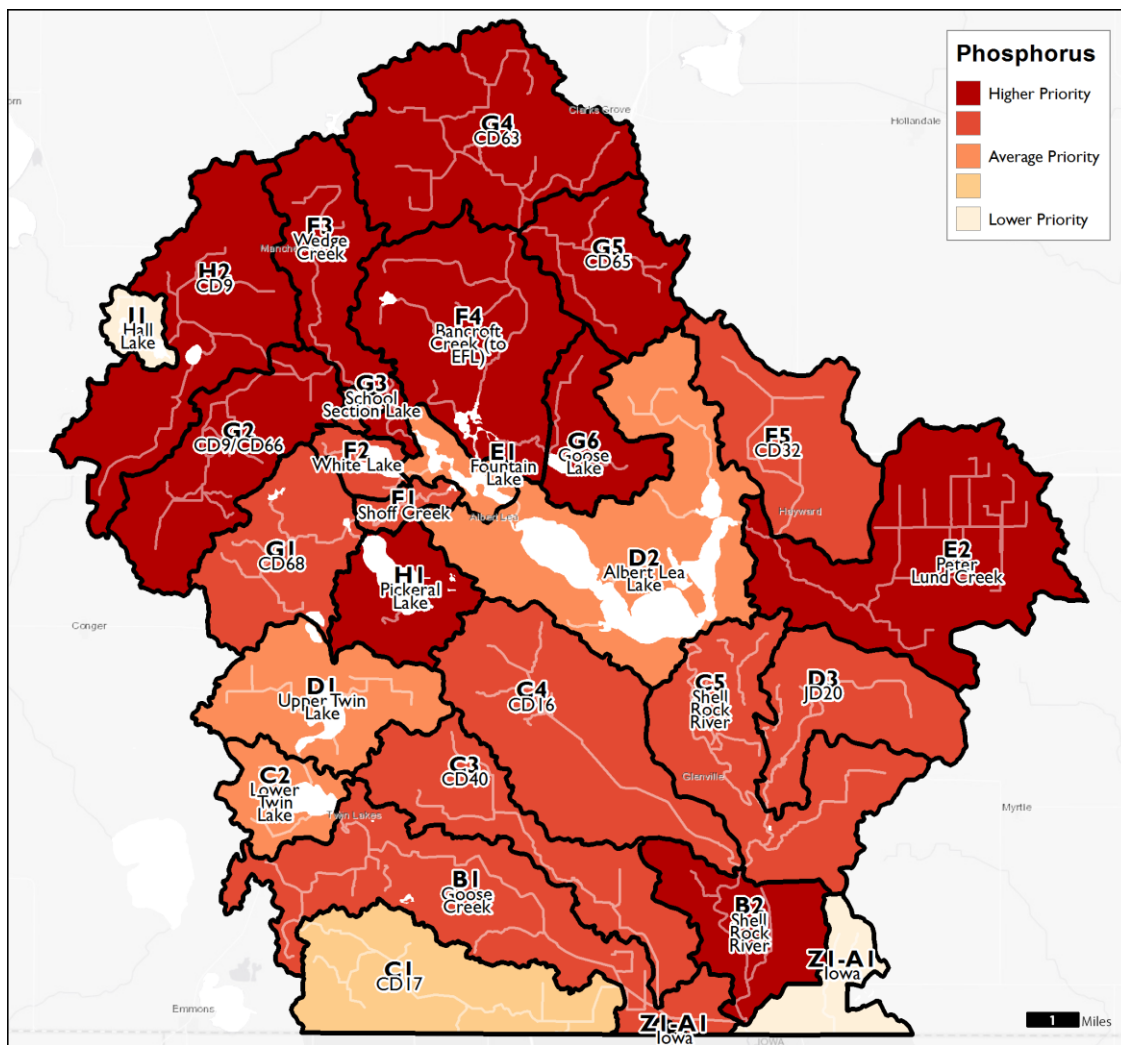 Phosphorus
Higher Priority
Average Priority
Lower Priority
Clarks Grove
Hollandale
G4
CD63
F3
Wedge
Creek
G5
CD65
H2
CD9
I1
Hall
Lake
F4
Bancroft
Creek (to
EFL)
G3
School
Section Lake
G2
CD9/CD66
F2
White Lake
E1
Fountain
Lake
G6
Goose
Lake
F5
CD32
F1
Shoff Creek
Albert Lea
Hayward
G1
CD68
D2
Albert Lea
Lake
E2
Peter
Lund Creek
H1
Pickeral
Lake
Conger
D1
Upper Twin
Lake
C4
CD16
C5
Shell
Rock
River
D3
JD20
C3
CD40
C2
Lower
Twin
Lake
Glenville
Twin Lakes
Myrtle
B1
Goose
Creek
B2
Shell
Rock
River
Z1-A1
Iowa
C1
CD17
Emmons
Z1-A1
Iowa
1 Miles
IOWA